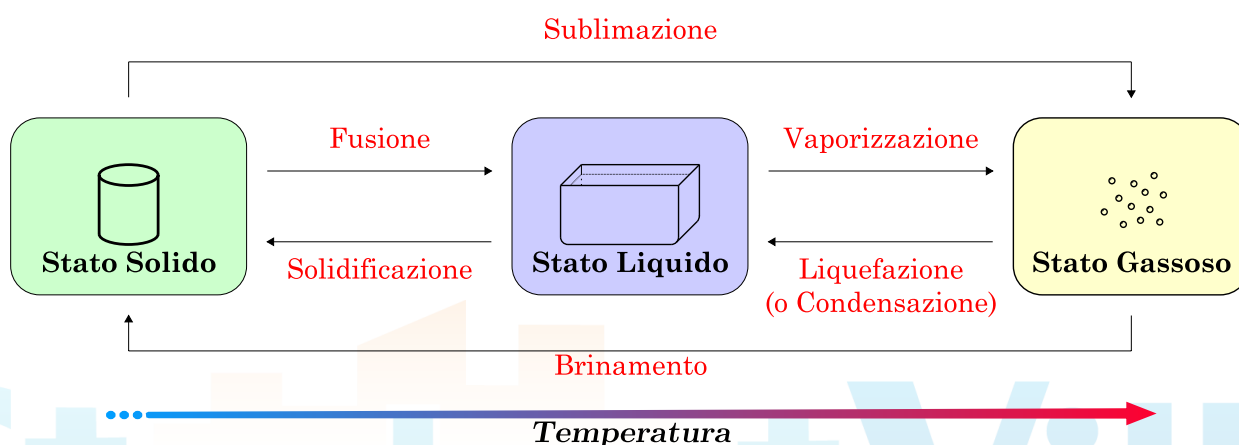 Sublimazione
Fusione
Vaporizzazione
Stato Solido
Solidificazione
Stato Liquido
Liquefazione
(o Condensazione)
Stato Gassoso
Brinamento
Temperatura